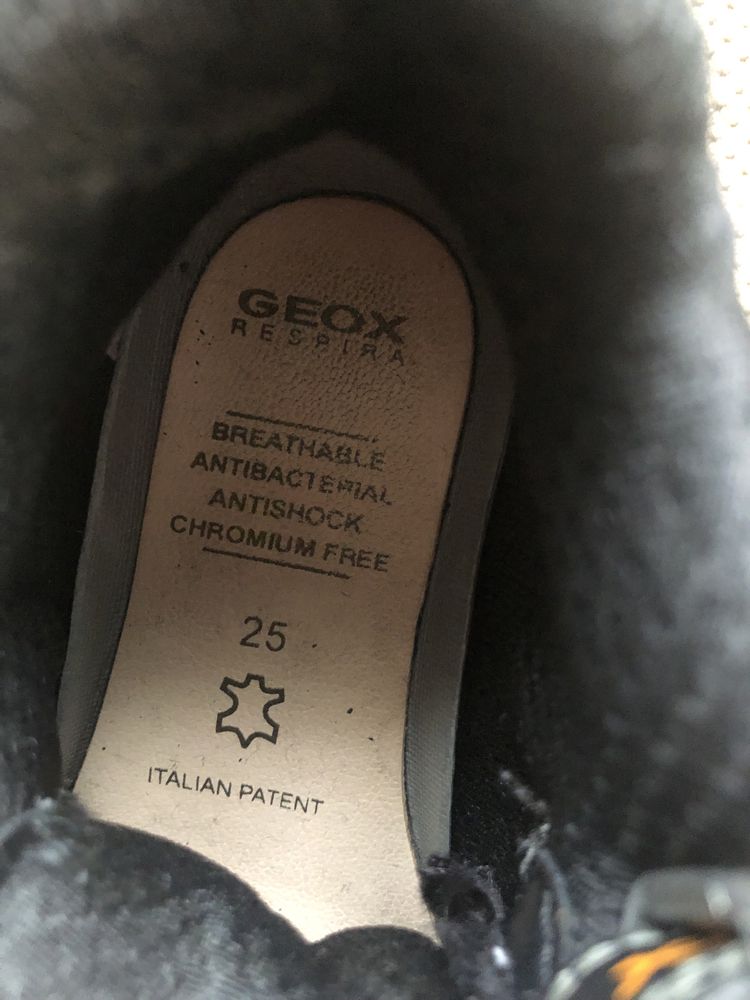 GEOX
RESPIRA
BREATHABLE
ANTIBACTERIAL
ANTISHOCK
CHROMIUM FREE
25
ITALIAN PATENT